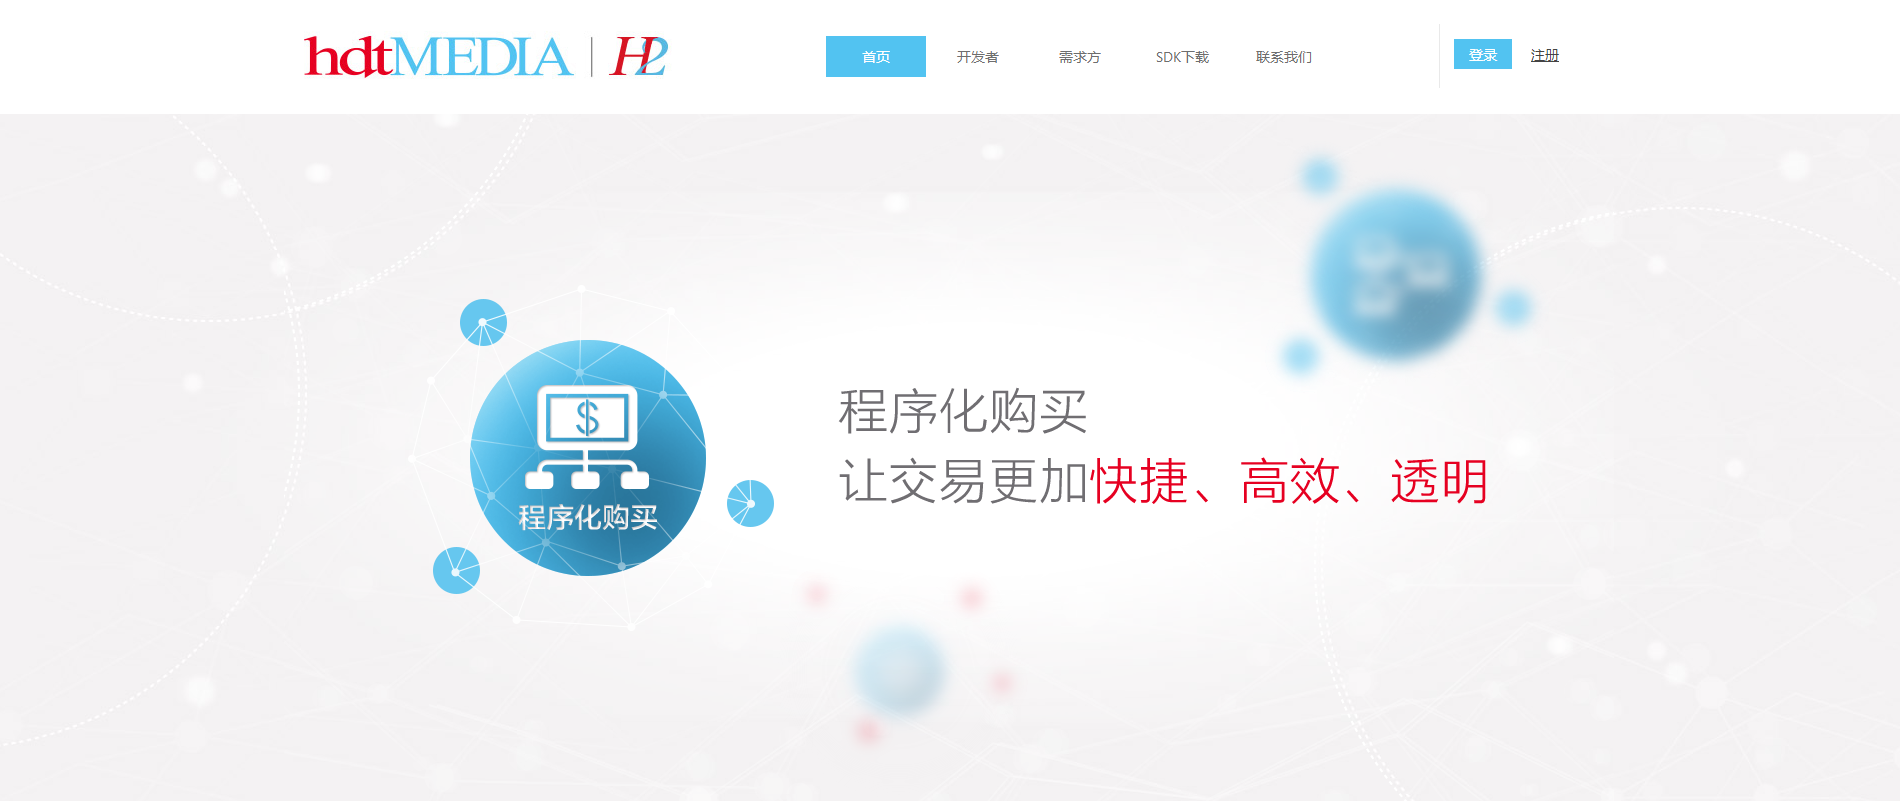 hdtMEDIA | H2
首页
开发者
需求方
SDK下载
联系我们
登录
注册
程序化购买
让交易更加快捷、高效、透明
$
程序化购买